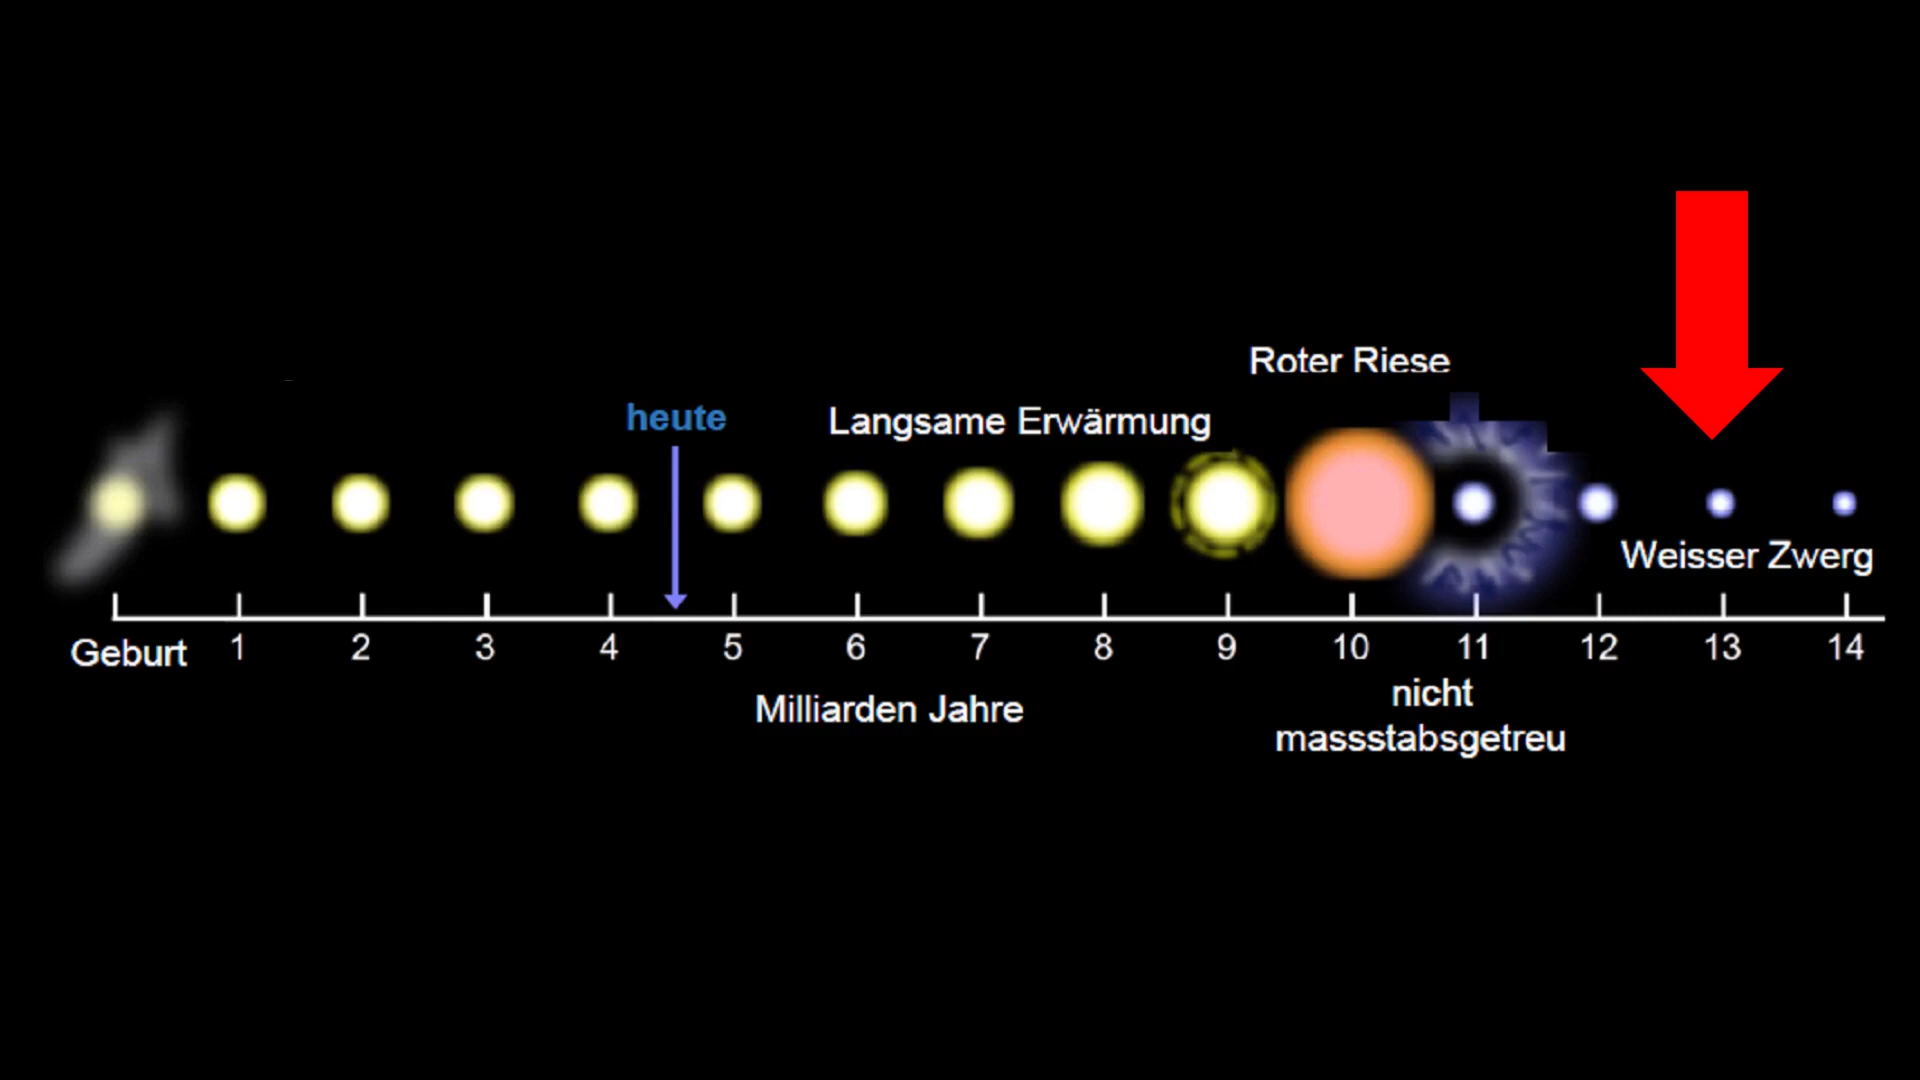 Roter Riese
heute
Langsame Erwärmung
Weisser Zwerg
Geburt 1 2 3 4 5 6 7 8 9 10 11 12 13 14
Milliarden Jahre
nicht
massstabsgetreu